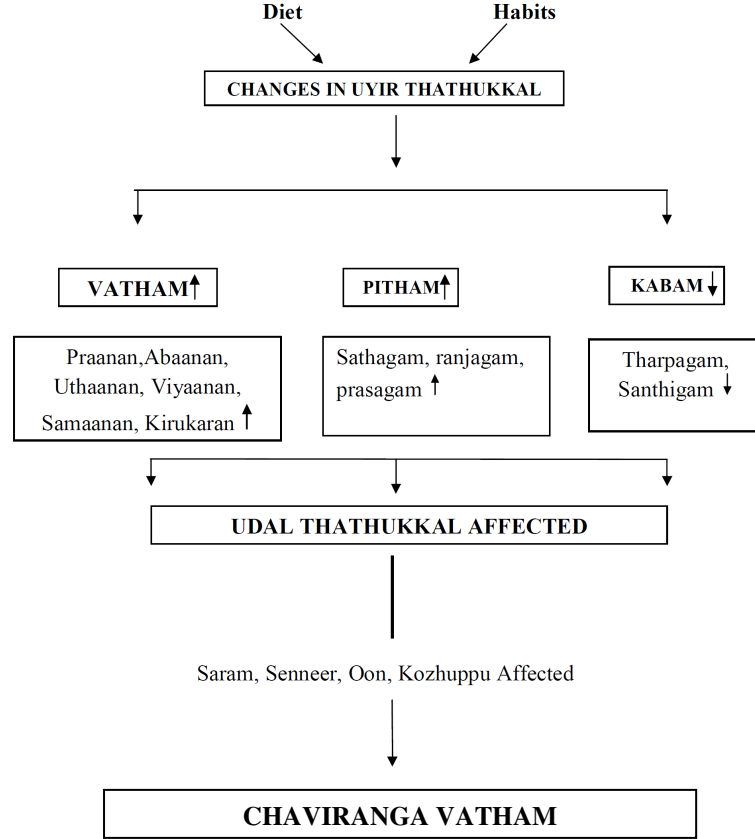 Diet Habits
CHANGES IN UYIR THATHUKKAL
VATHAM
PITHAM
KABAM
Praanan,Abaanan,
Uthaanan, Viyaanan,
Samaanan, Kirukaran
Sathagam, ranjagam,
prasagam
Tharpagam,
Santhigam
UDAL THATHUKKAL AFFECTED
Saram, Senneer, Oon, Kozhuppu Affected
CHAVIRANGA VATHAM